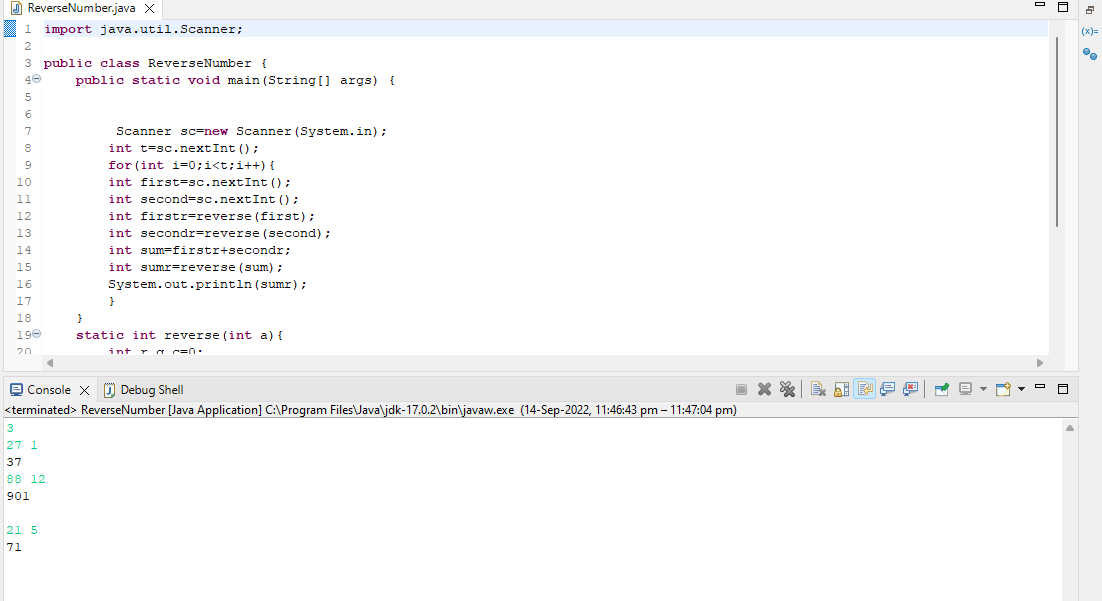 ReverseNumber.java
1 import java.util.Scanner;
2
3 public class ReverseNumber {
4 public static void main(String[] args) {
5
6
7 Scanner sc=new Scanner(System.in);
8 int t=sc.nextInt();
9 for(int i=0;i<t;i++){
10 int first=sc.nextInt();
11 int second=sc.nextInt();
12 int firstr=reverse(first);
13 int secondr=reverse(second);
14 int sum=firstr+secondr;
15 int sumr=reverse(sum);
16 System.out.println(sumr);
17 }
18 }
19 static int reverse(int a){
20 int r,q,c=0;
(x)=
Console
Debug Shell
<terminated> ReverseNumber [Java Application] C:\Program Files\Java\jdk-17.0.2\bin\javaw.exe (14-Sep-2022, 11:46:43 pm – 11:47:04 pm)
3
27 1
37
88 12
901
21 5
71